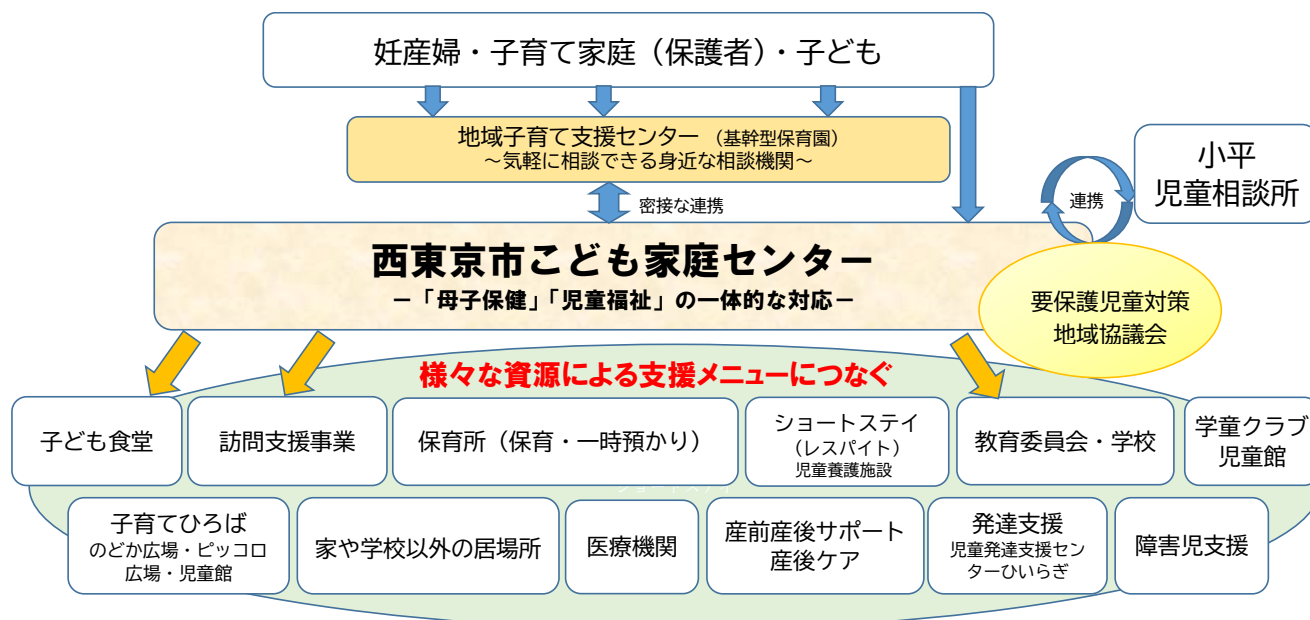 妊産婦・子育て家庭（保護者）・子ども
地域子育て支援センター（基幹型保育園）
～気軽に相談できる身近な相談機関～
小平
児童相談所
連携
密接な連携
西東京市こども家庭センター
－「母子保健」「児童福祉」の一体的な対応－
要保護児童対策
地域協議会
様々な資源による支援メニューにつなぐ
子ども食堂
訪問支援事業
保育所（保育・一時預かり）
ショートステイ
（レスパイト）
児童養護施設
教育委員会・学校
学童クラブ
児童館
ショートステイ
子育てひろば
のどか広場・ピッコロ
広場・児童館
家や学校以外の居場所
医療機関
産前産後サポート
産後ケア
発達支援
児童発達支援セン
ターひいらぎ
障害児支援